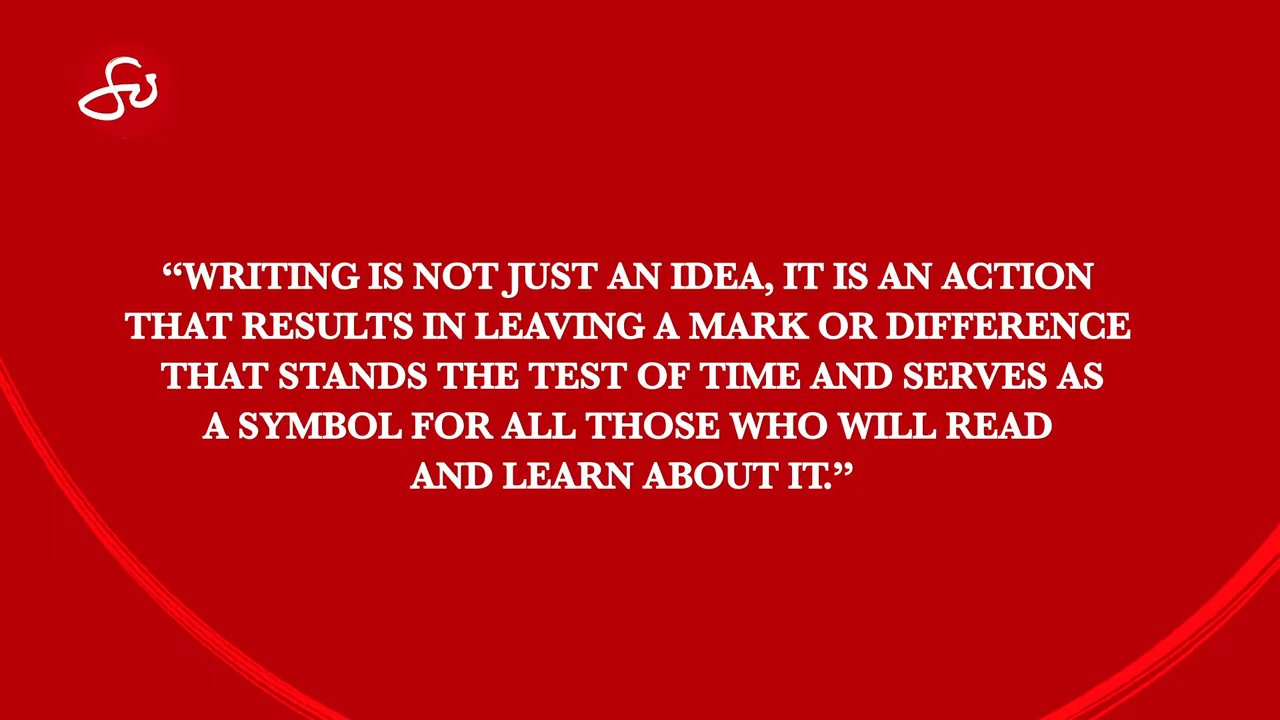 “WRITING IS NOT JUST AN IDEA, IT IS AN ACTION
THAT RESULTS IN LEAVING A MARK OR DIFFERENCE
THAT STANDS THE TEST OF TIME AND SERVES AS
A SYMBOL FOR ALL THOSE WHO WILL READ
AND LEARN ABOUT IT.”